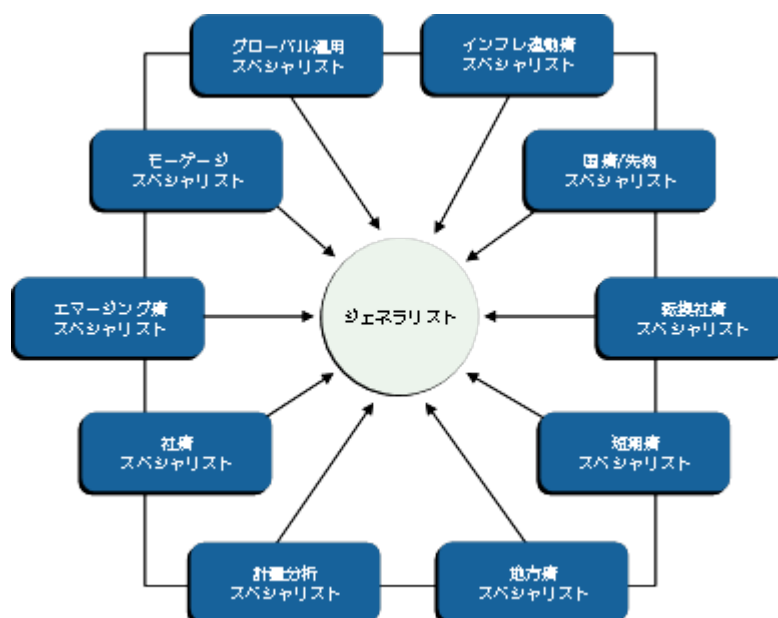 グローバル運用
スペシャリスト
インフレ連動債
スペシャリスト
モーゲージ
スペシャリスト
国債/先物
スペシャリスト
エマージング債
スペシャリスト
ジェネラリスト
転換社債
スペシャリスト
社債
スペシャリスト
短期債
スペシャリスト
計量分析
スペシャリスト
地方債
スペシャリスト